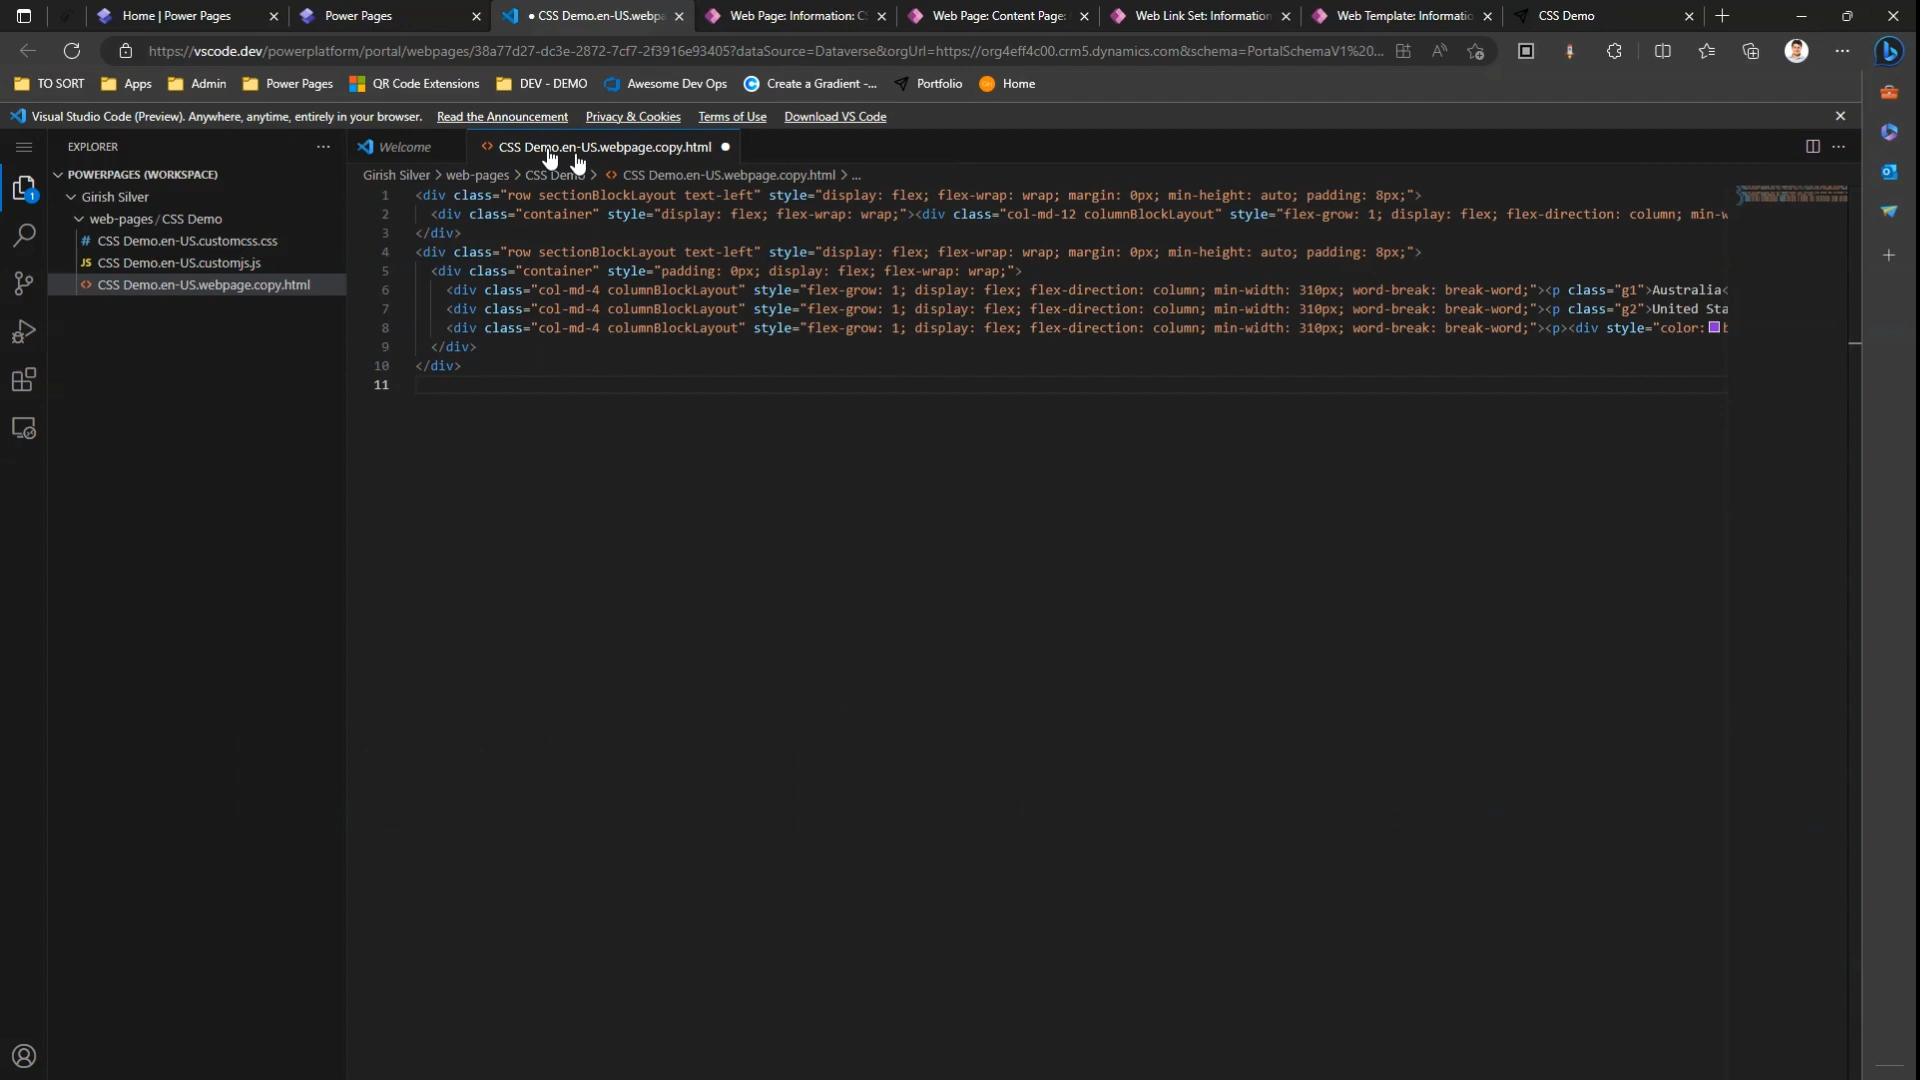 Home | Power Pages
Power Pages
• CSS Demo.en-US.webpa
Web Page: Information: C
Web Page: Content Page:
Web Link Set: Information
Web Template: Informatio
CSS Demo
https://vscode.dev/powerplatform/portal/webpages/38a77d27-dc3e-2872-7cf7-2f3916e93405?dataSource=Dataverse&orgUrl=https://org4eff4c00.crm5.dynamics.com&schema=PortalSchemaV1%20...
TO SORT Apps Admin Power Pages QR Code Extensions DEV - DEMO Awesome Dev Ops Create a Gradient -... Portfolio Home
Visual Studio Code (Preview). Anywhere, anytime, entirely in your browser. Read the Announcement Privacy & Cookies Terms of Use Download VS Code
EXPLORER
POWERPAGES (WORKSPACE)
Girish Silver
web-pages / CSS Demo
# CSS Demo.en-US.customcss.css
JS CSS Demo.en-US.customjs.js
<> CSS Demo.en-US.webpage.copy.html
1
Welcome
<> CSS Demo.en-US.webpage.copy.html
Girish Silver > web-pages > CSS Demo > <> CSS Demo.en-US.webpage.copy.html > ...
1 <div class="row sectionBlockLayout text-left" style="display: flex; flex-wrap: wrap; margin: 0px; min-height: auto; padding: 8px;">
2 <div class="container" style="display: flex; flex-wrap: wrap;"><div class="col-md-12 columnBlockLayout" style="flex-grow: 1; display: flex; flex-direction: column; min-w
3 </div>
4 <div class="row sectionBlockLayout text-left" style="display: flex; flex-wrap: wrap; margin: 0px; min-height: auto; padding: 8px;">
5 <div class="container" style="padding: 0px; display: flex; flex-wrap: wrap;">
6 <div class="col-md-4 columnBlockLayout" style="flex-grow: 1; display: flex; flex-direction: column; min-width: 310px; word-break: break-word;"><p class="g1">Australia<
7 <div class="col-md-4 columnBlockLayout" style="flex-grow: 1; display: flex; flex-direction: column; min-width: 310px; word-break: break-word;"><p class="g2">United Sta
8 <div class="col-md-4 columnBlockLayout" style="flex-grow: 1; display: flex; flex-direction: column; min-width: 310px; word-break: break-word;"><p><div style="color: b
9 </div>
10 </div>
11